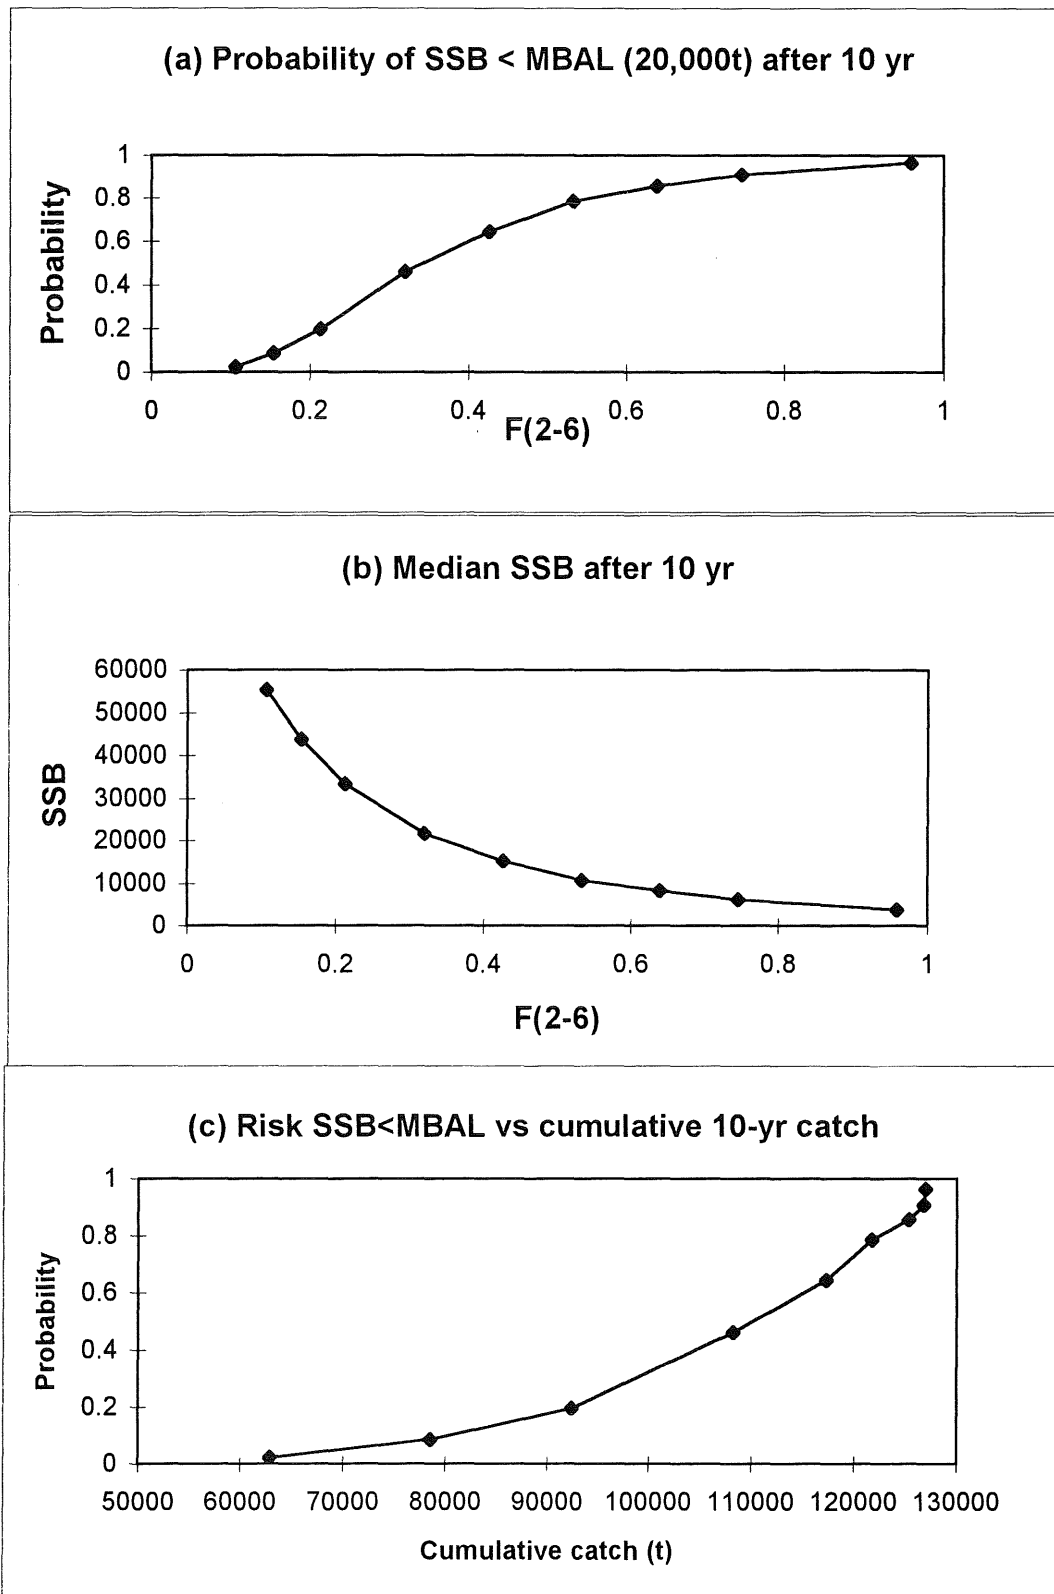 (a) Probability of SSB < MBAL (20,000t) after 10 yr
Probability
1
0.8
0.6
0.4
0.2
0
0 0.2 0.4 0.6 0.8 1
F(2-6)
(b) Median SSB after 10 yr
SSB
60000
50000
40000
30000
20000
10000
0
0 0.2 0.4 0.6 0.8 1
F(2-6)
(c) Risk SSB<MBAL vs cumulative 10-yr catch
Probability
1
0.8
0.6
0.4
0.2
0
50000 60000 70000 80000 90000 100000 110000 120000 130000
Cumulative catch (t)